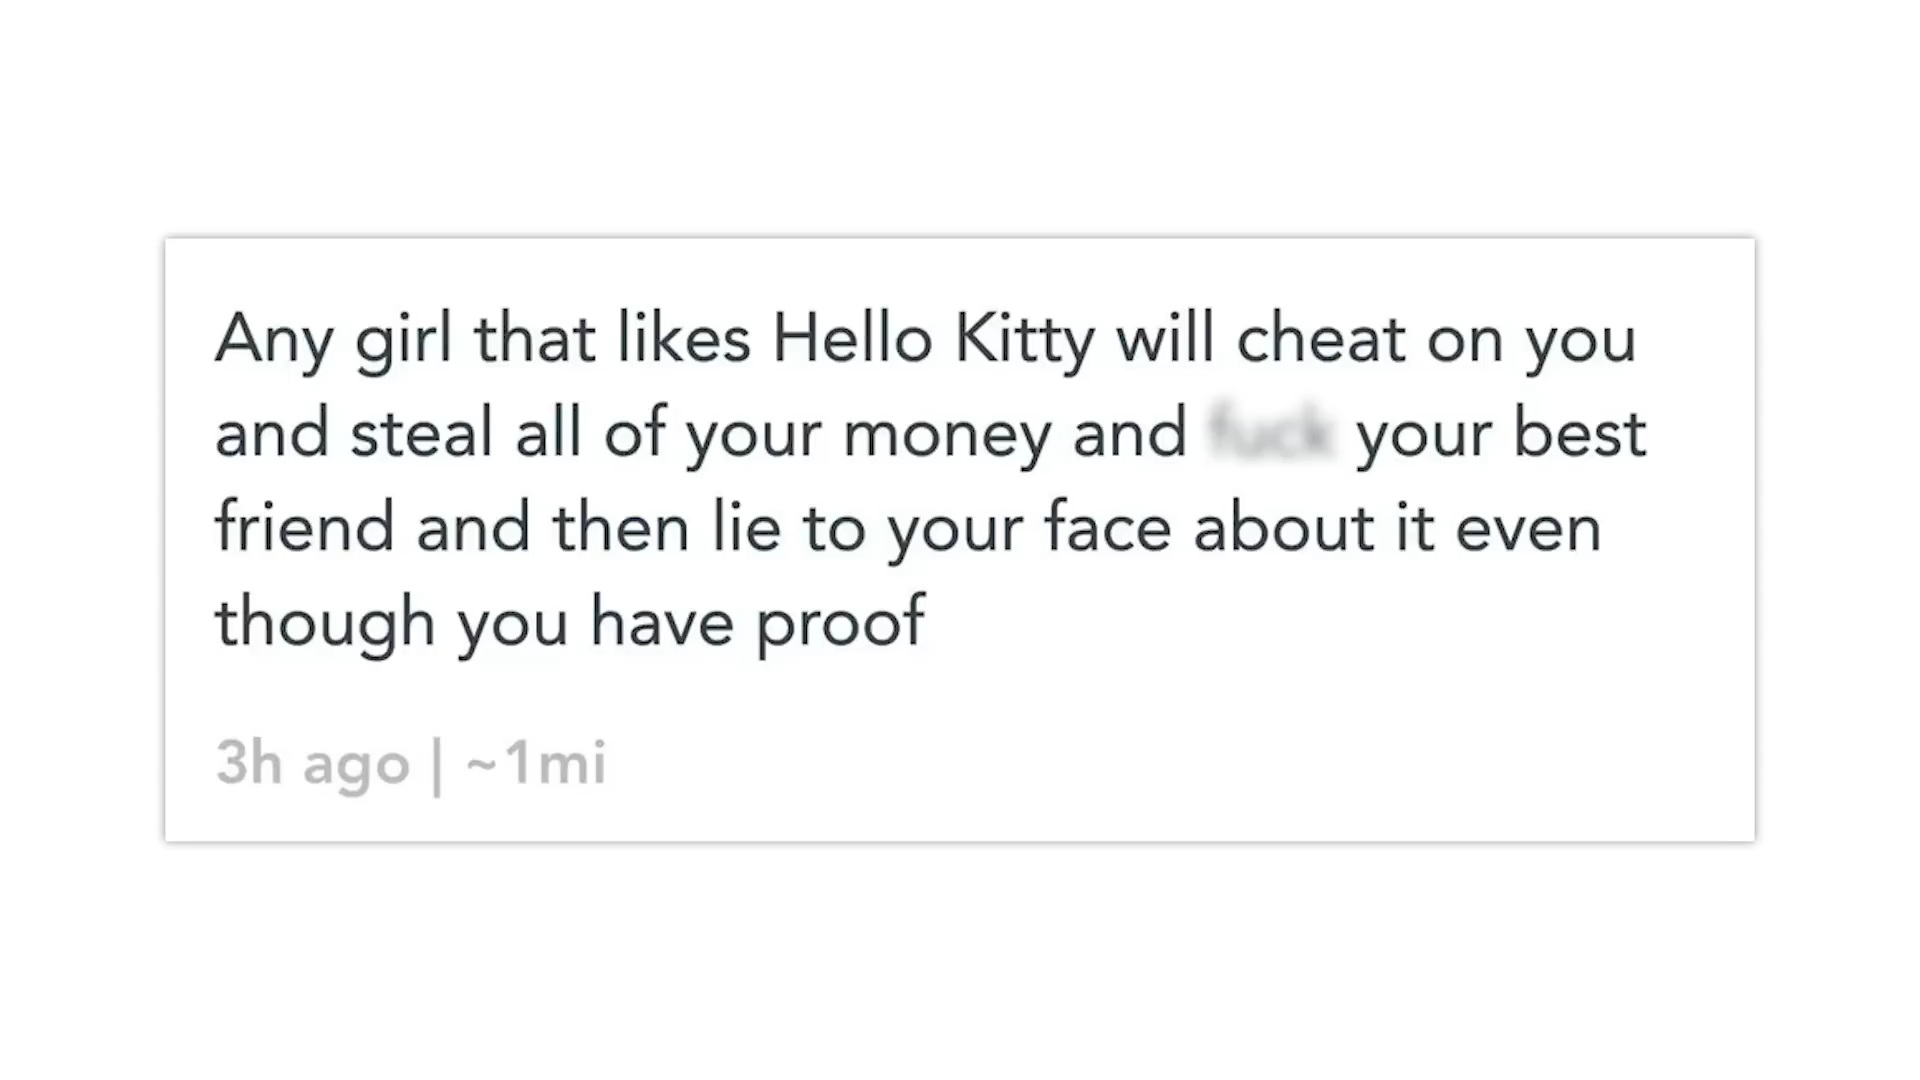 Any girl that likes Hello Kitty will cheat on you
and steal all of your money and fuck your best
friend and then lie to your face about it even
though you have proof
3h ago | ~1mi